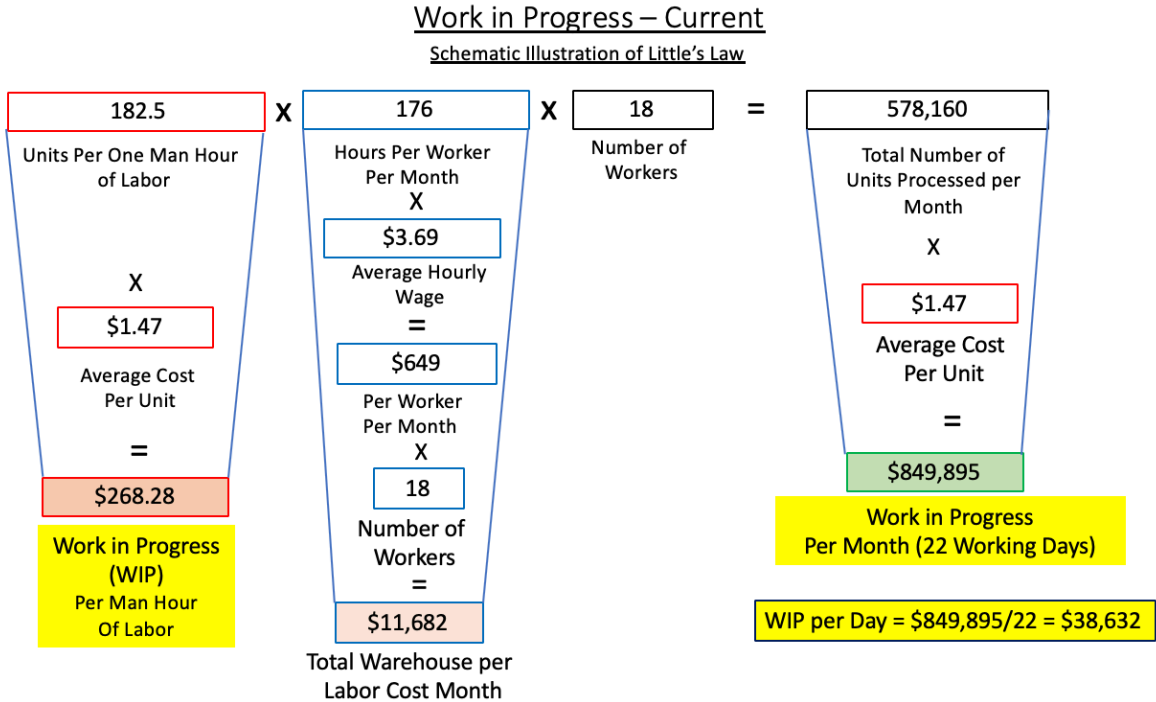 Work in Progress – Current
Schematic Illustration of Little's Law
182.5
X
176
X
18
=
578,160
Units Per One Man Hour
of Labor
X
$1.47
Average Cost
Per Unit
=
$268.28
Work in Progress
(WIP)
Per Man Hour
Of Labor
Hours Per Worker
Per Month
X
$3.69
Average Hourly
Wage
=
$649
Per Worker
Per Month
X
18
Number of
Workers
=
$11,682
Total Warehouse per
Labor Cost Month
Number of
Workers
Total Number of
Units Processed per
Month
X
$1.47
Average Cost
Per Unit
=
$849,895
Work in Progress
Per Month (22 Working Days)
WIP per Day = $849,895/22 = $38,632